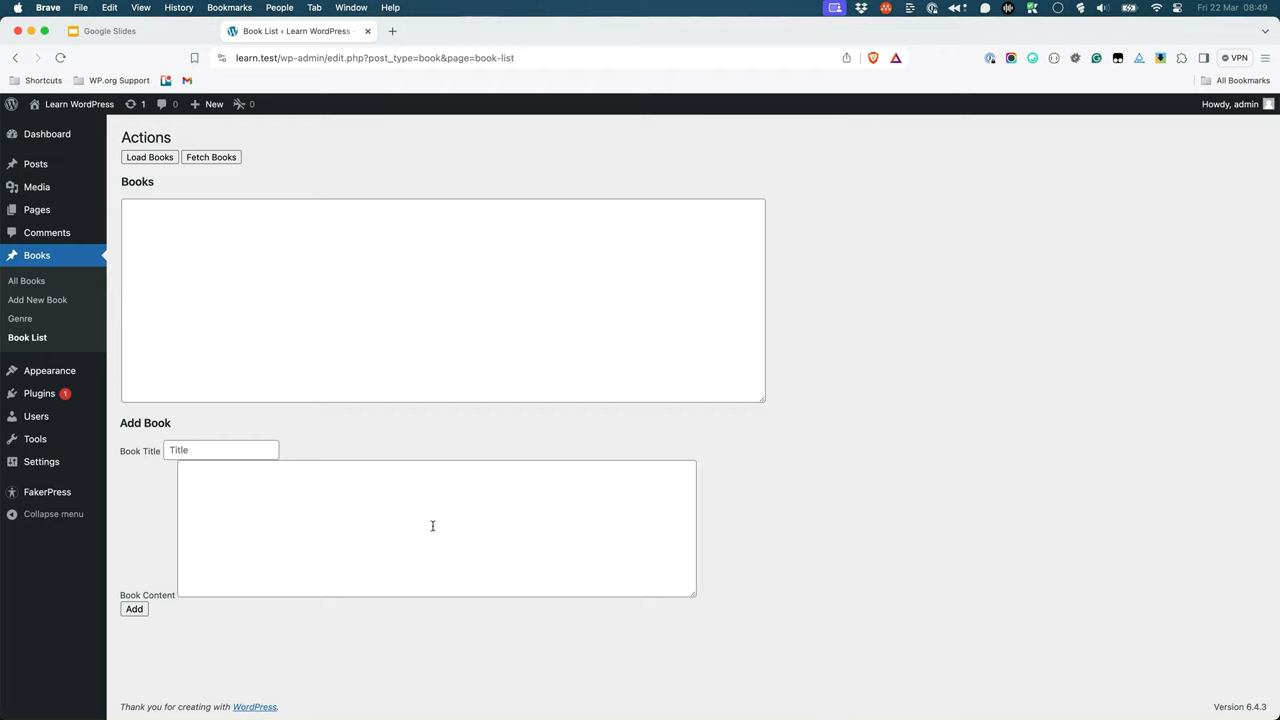 Brave File Edit View History Bookmarks People Tab Window Help Fri 22 Mar 08:49
Google Slides Book List ‹ Learn WordPress –
learn.test/wp-admin/edit.php?post_type=book&page=book-list VPN
Shortcuts WP.org Support All Bookmarks
Learn WordPress 1 0 New 0 Howdy, admin
Dashboard
Posts
Media
Pages
Comments
Books
All Books
Add New Book
Genre
Book List
Appearance
Plugins 1
Users
Tools
Settings
FakerPress
Collapse menu
Actions
Load Books Fetch Books
Books
Add Book
Book Title Title
Book Content
Add
Thank you for creating with WordPress. Version 6.4.3